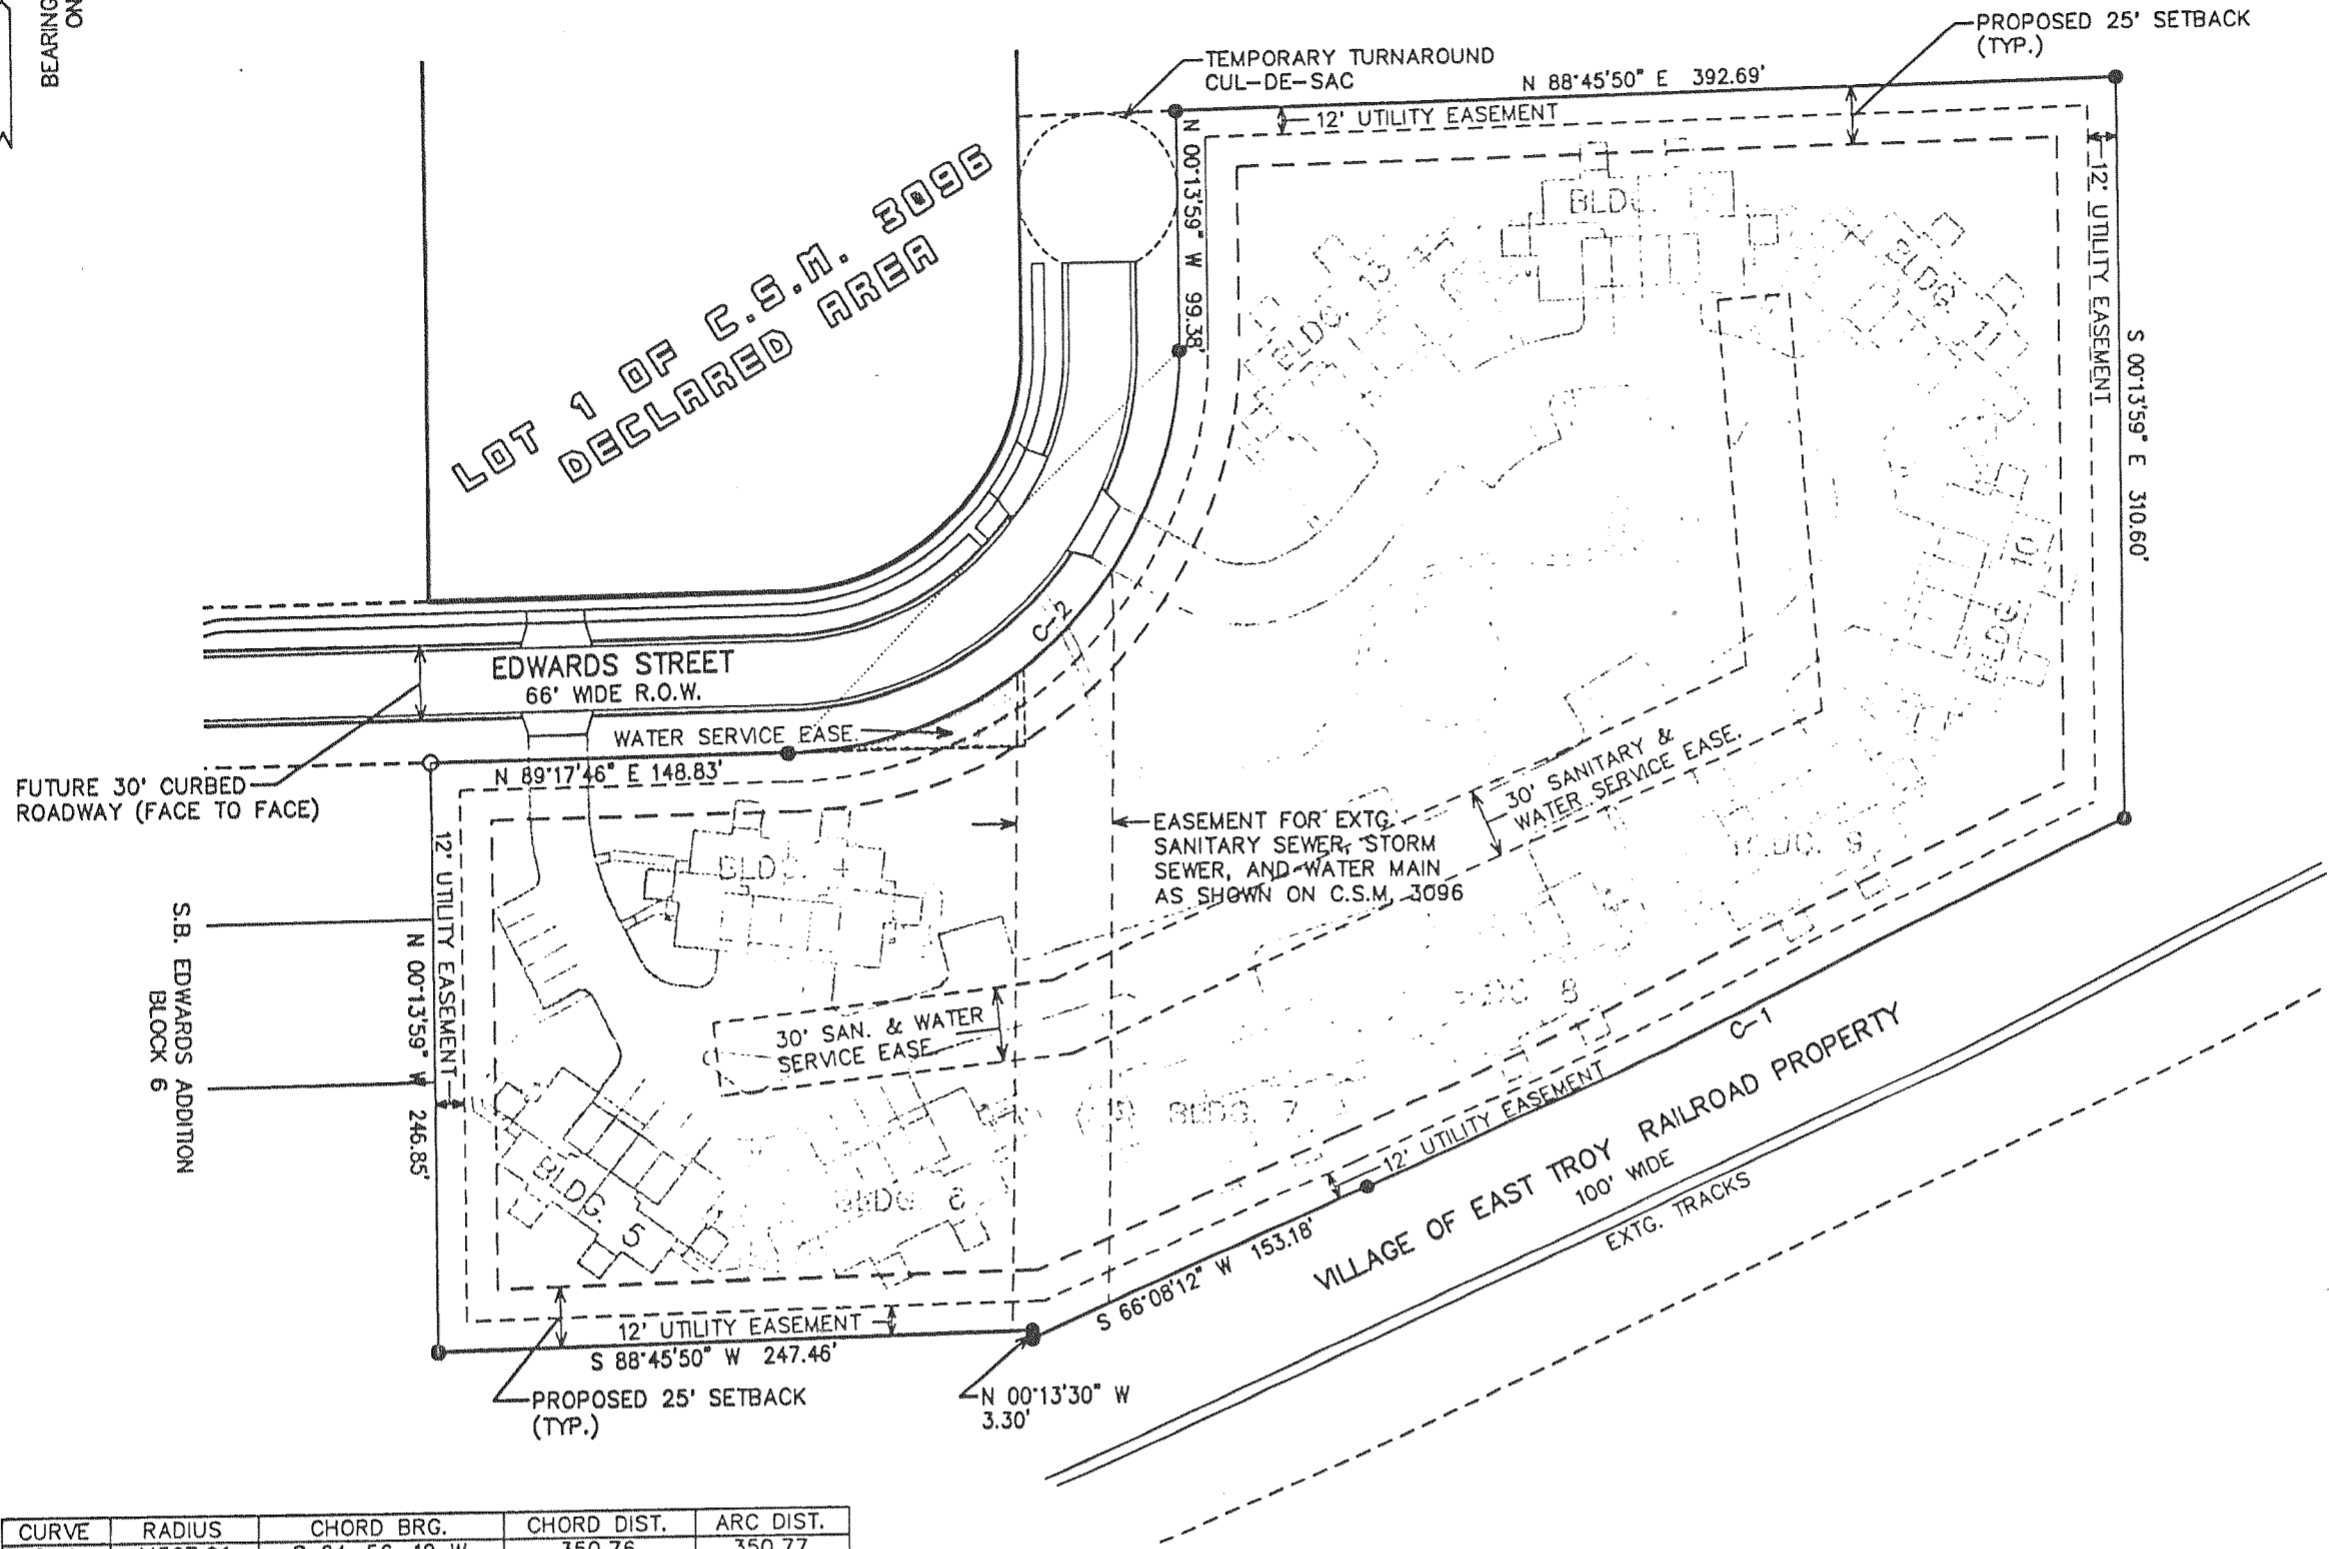 BEARING
ON
PROPOSED 25' SETBACK
(TYP.)
TEMPORARY TURNAROUND
CUL-DE-SAC
N 88°45'50" E 392.69'
12' UTILITY EASEMENT
N 00°13'59" W 99.38'
12' UTILITY EASEMENT
S 00°13'59" E 310.60'
LOT 1 OF C.S.M. 3096
DECLARED AREA
BLDG.
BLDG. 11
BLDG.
BLDG. 10
C-2
EDWARDS STREET
66' WIDE R.O.W.
WATER SERVICE EASE.
N 89°17'46" E 148.83'
FUTURE 30' CURBED
ROADWAY (FACE TO FACE)
30' SANITARY &
WATER SERVICE EASE.
EASEMENT FOR EXTG.
SANITARY SEWER, STORM
SEWER, AND WATER MAIN
AS SHOWN ON C.S.M. 3096
BLDG. 4
BLDG. 9
12' UTILITY EASEMENT
N 00°13'59" W 246.85'
S.B. EDWARDS ADDITION
BLOCK 6
30' SAN. & WATER
SERVICE EASE.
BLDG. 8
C-1
BLDG. 7
BLDG. 5
BLDG. 6
12' UTILITY EASEMENT
VILLAGE OF EAST TROY RAILROAD PROPERTY
100' WIDE
EXTG. TRACKS
S 66°08'12" W 153.18'
12' UTILITY EASEMENT
S 88°45'50" W 247.46'
PROPOSED 25' SETBACK
(TYP.)
N 00°13'30" W
3.30'
CURVE RADIUS CHORD BRG. CHORD DIST. ARC DIST.
350.76 350.77